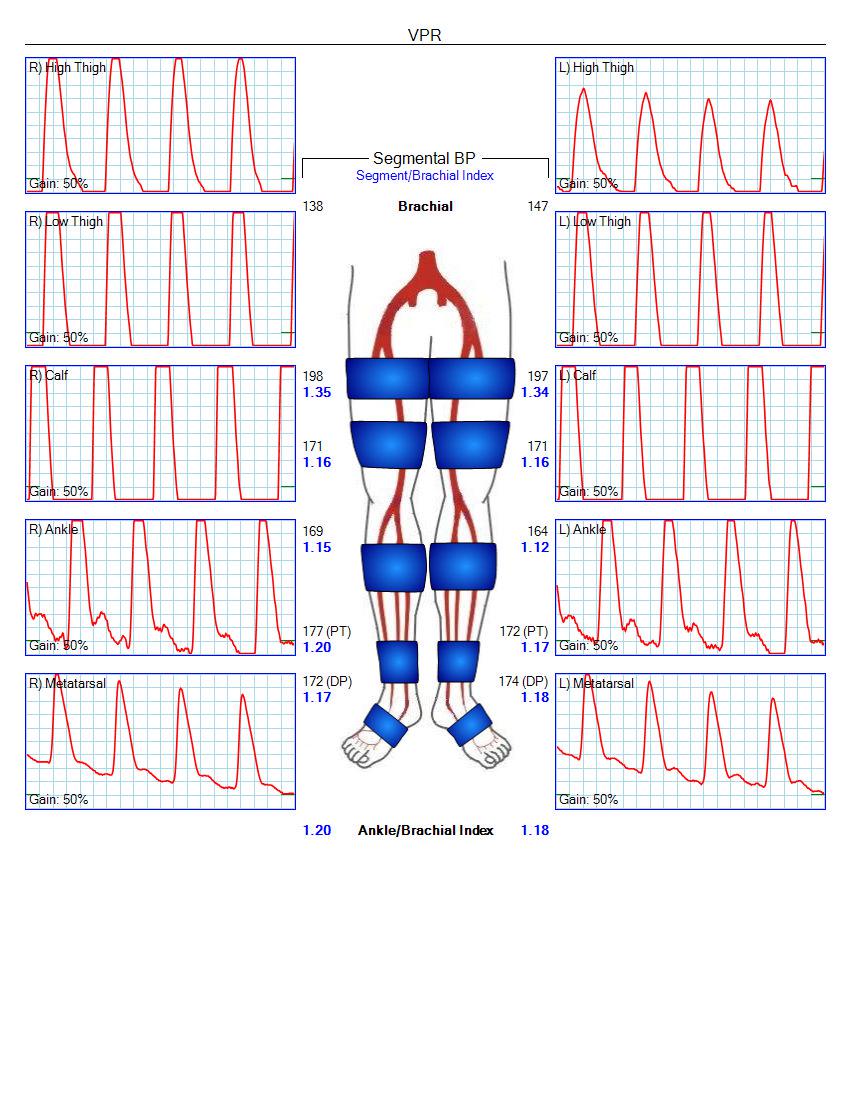 VPR
R) High Thigh
Gain: 50%
L) High Thigh
Gain: 50%
Segmental BP
Segment/Brachial Index
138 Brachial 147
R) Low Thigh
Gain: 50%
L) Low Thigh
Gain: 50%
R) Calf
Gain: 50%
198
1.35
197
1.34
L) Calf
Gain: 50%
171
1.16
171
1.16
R) Ankle
Gain: 50%
169
1.15
164
1.12
L) Ankle
Gain: 50%
177 (PT)
1.20
172 (PT)
1.17
R) Metatarsal
Gain: 50%
172 (DP)
1.17
174 (DP)
1.18
L) Metatarsal
Gain: 50%
1.20 Ankle/Brachial Index 1.18